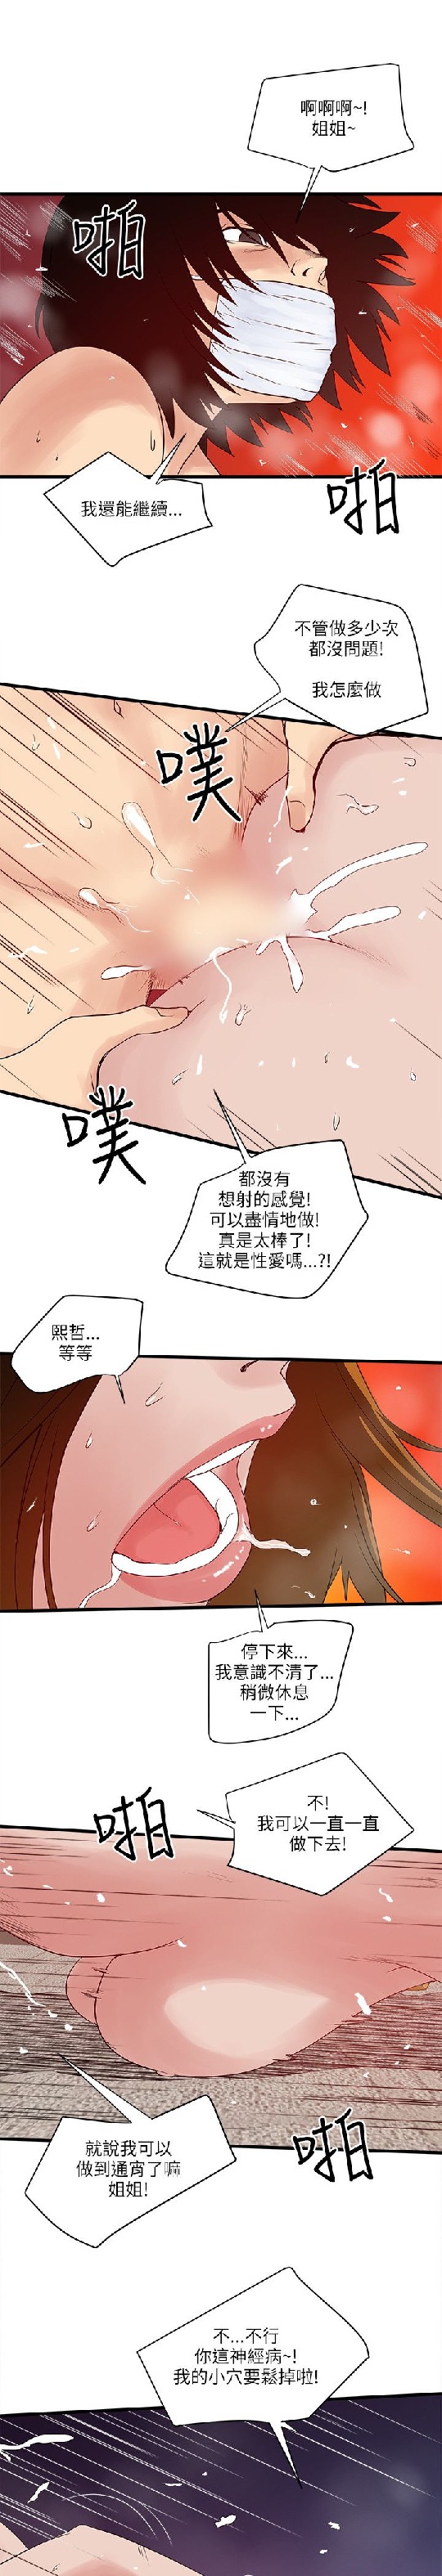 啊啊啊~!
姐姐~
啪
我還能繼續...
啪
不管做多少次
都沒問題!
我怎麼做
噗
噗
都沒有
想射的感覺!
可以盡情地做!
真是太棒了!
這就是性愛嗎...?!
熙哲...
等等
停下來...
我意識不清了...
稍微休息
一下...
不!
我可以一直一直
做下去!
啪
就說我可以
做到通宵了嘛
姐姐!
啪
不...不行
你這神經病~!
我的小穴要鬆掉啦!